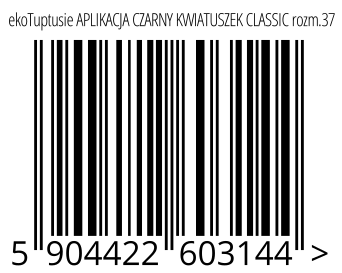 ekoTuptusie APLIKACJA CZARNY KWIATUSZEK CLASSIC rozm.37
5 904422 603144 >